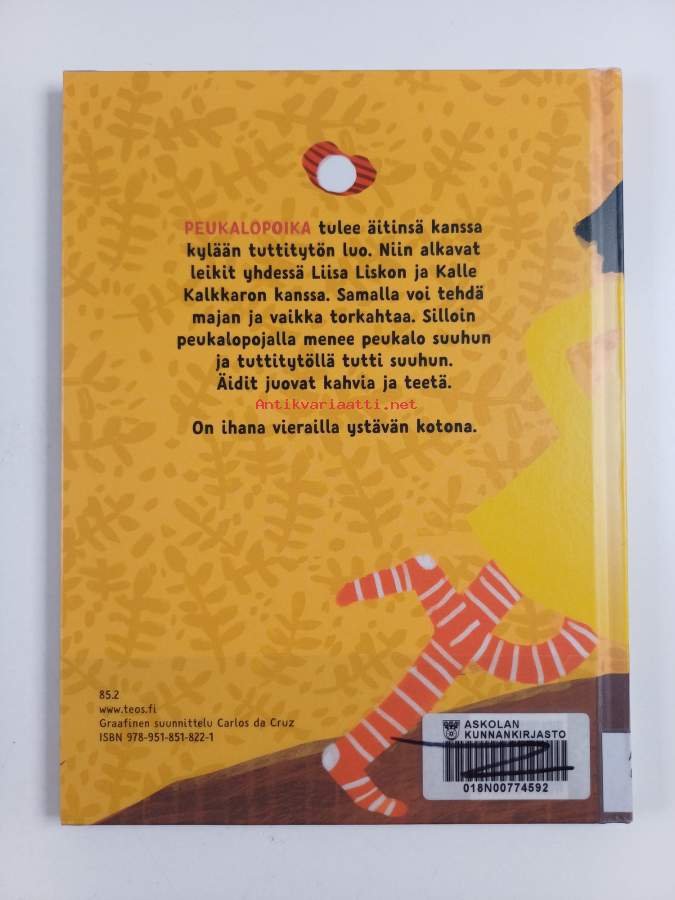 PEUKALOPOIKA tulee äitinsä kanssa
kylään tuttitytön luo. Niin alkavat
leikit yhdessä Liisa Liskon ja Kalle
Kalkkaron kanssa. Samalla voi tehdä
majan ja vaikka torkahtaa. Silloin
peukalopojalla menee peukalo suuhun
ja tuttitytöllä tutti suuhun.
Äidit juovat kahvia ja teetä.
Antikvariaatti.net
On ihana vierailla ystävän kotona.
85.2
www.teos.fi
Graafinen suunnittelu Carlos da Cruz
ISBN 978-951-851-822-1
ASKOLAN
KUNNANKIRJASTO
018N00774592